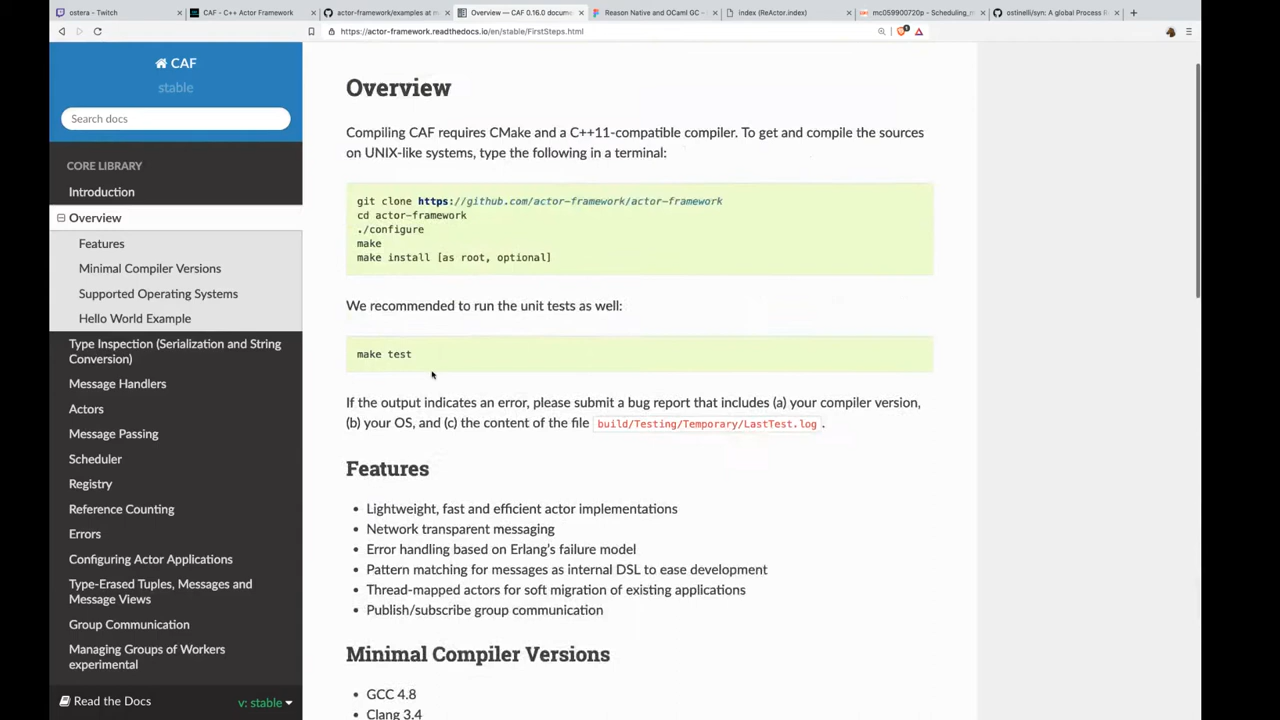 ostera - Twitch
CAF - C++ Actor Framework
actor-framework/examples at m
Overview — CAF 0.16.0 docume
Reason Native and OCaml GC -
index (ReActor.index)
mc059900720p - Scheduling_m
ostinelli/syn: A global Process R
https://actor-framework.readthedocs.io/en/stable/FirstSteps.html
CAF
stable
Search docs
CORE LIBRARY
Introduction
Overview
Features
Minimal Compiler Versions
Supported Operating Systems
Hello World Example
Type Inspection (Serialization and String
Conversion)
Message Handlers
Actors
Message Passing
Scheduler
Registry
Reference Counting
Errors
Configuring Actor Applications
Type-Erased Tuples, Messages and
Message Views
Group Communication
Managing Groups of Workers
experimental
Read the Docs
v: stable
Overview
Compiling CAF requires CMake and a C++11-compatible compiler. To get and compile the sources
on UNIX-like systems, type the following in a terminal:
git clone https://github.com/actor-framework/actor-framework
cd actor-framework
./configure
make
make install [as root, optional]
We recommended to run the unit tests as well:
make test
If the output indicates an error, please submit a bug report that includes (a) your compiler version,
(b) your OS, and (c) the content of the file build/Testing/Temporary/LastTest.log .
Features
• Lightweight, fast and efficient actor implementations
• Network transparent messaging
• Error handling based on Erlang's failure model
• Pattern matching for messages as internal DSL to ease development
• Thread-mapped actors for soft migration of existing applications
• Publish/subscribe group communication
Minimal Compiler Versions
• GCC 4.8
• Clang 3.4